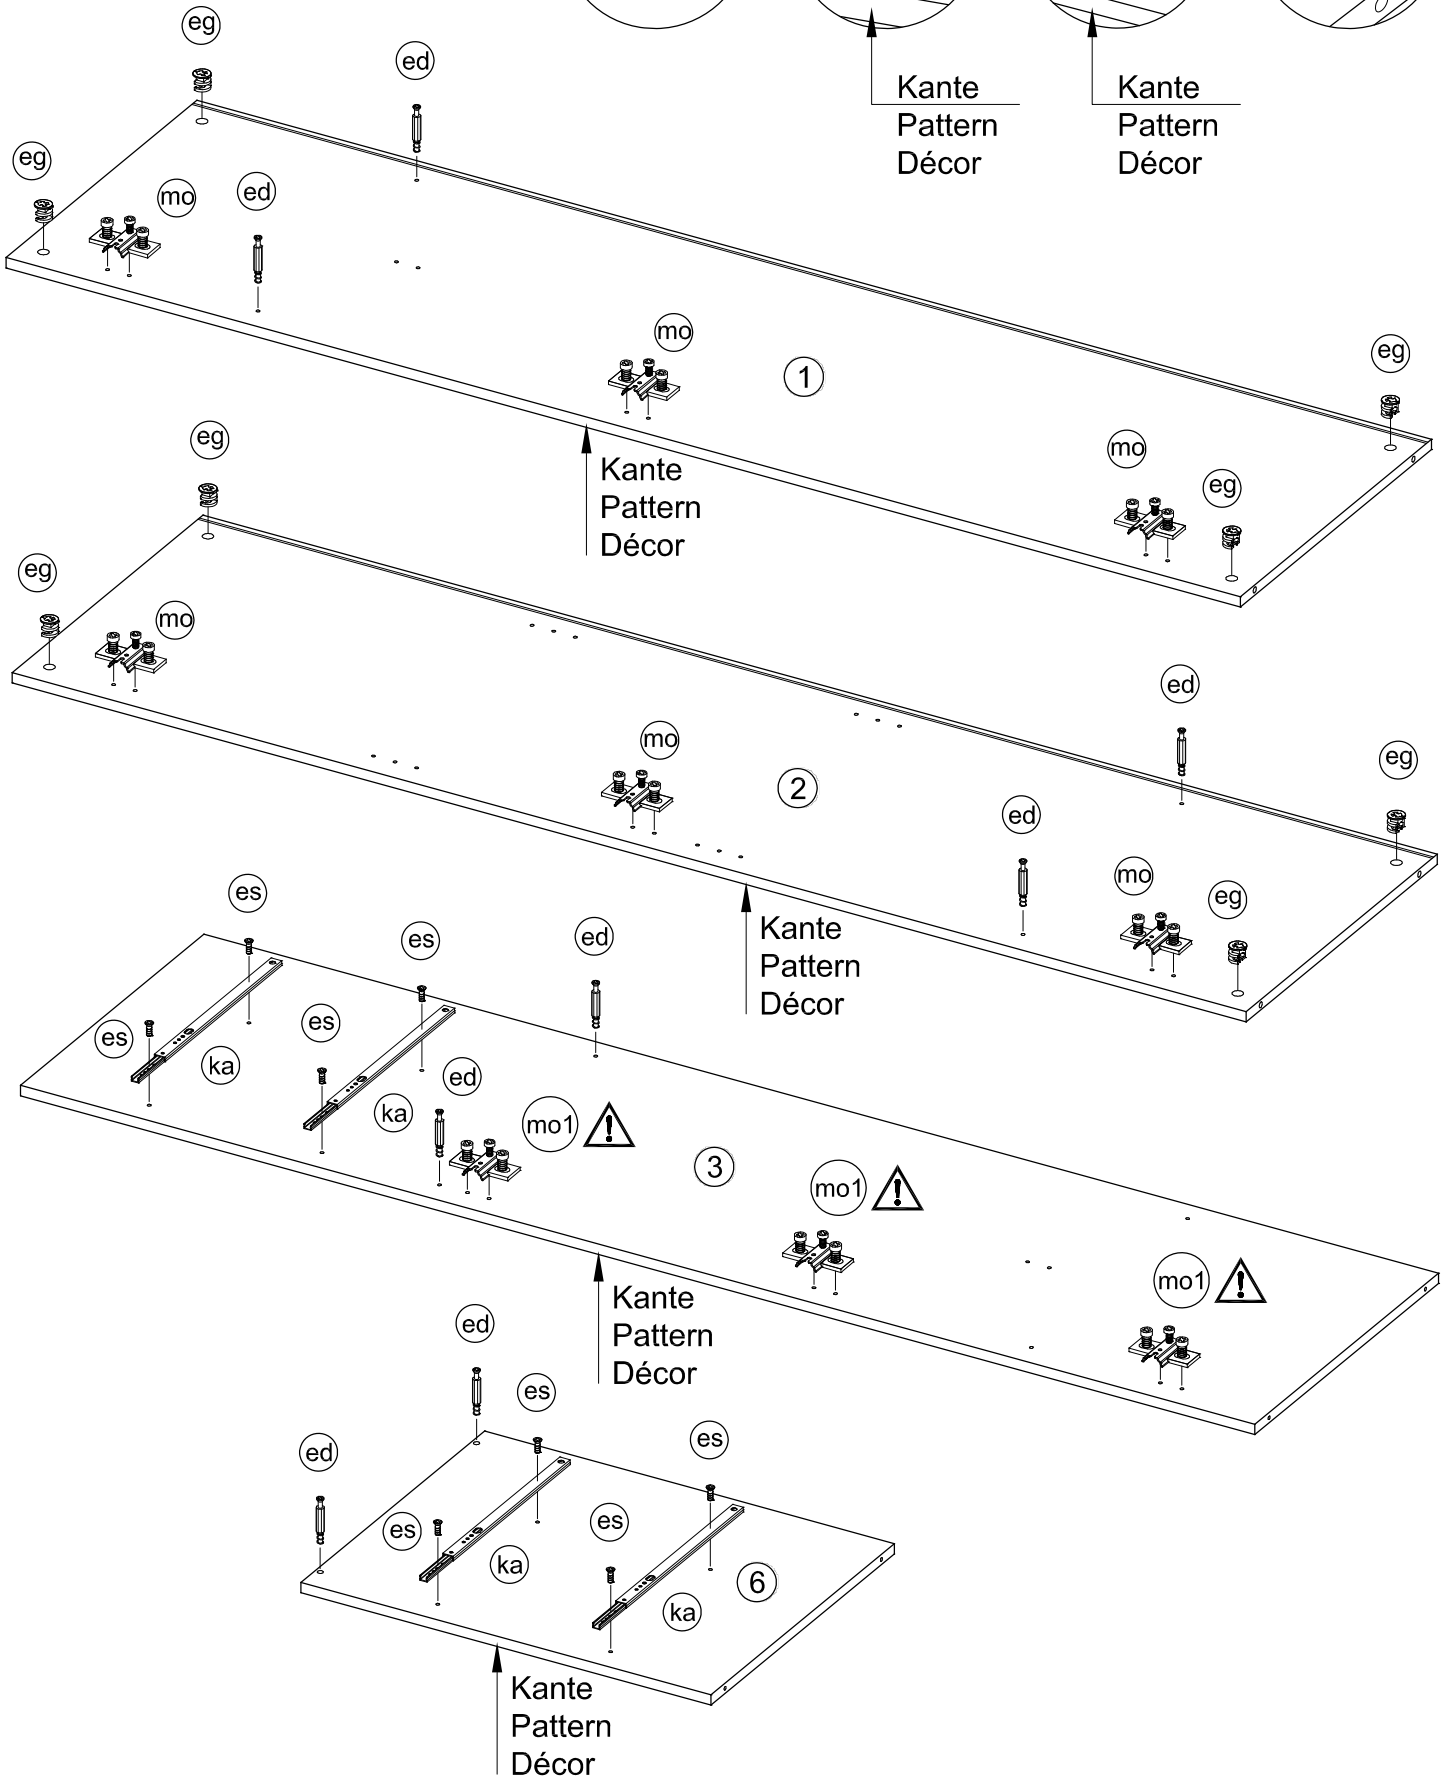 eg
ed
Kante
Pattern
Décor
Kante
Pattern
Décor
eg
mo
ed
mo
1
eg
eg
mo
eg
Kante
Pattern
Décor
eg
mo
ed
mo
2
eg
ed
mo
eg
es
es
ed
Kante
Pattern
Décor
es
es
ka
ed
ka
mo1
3
mo1
mo1
Kante
Pattern
Décor
ed
es
es
ed
es
es
ka
6
ka
Kante
Pattern
Décor